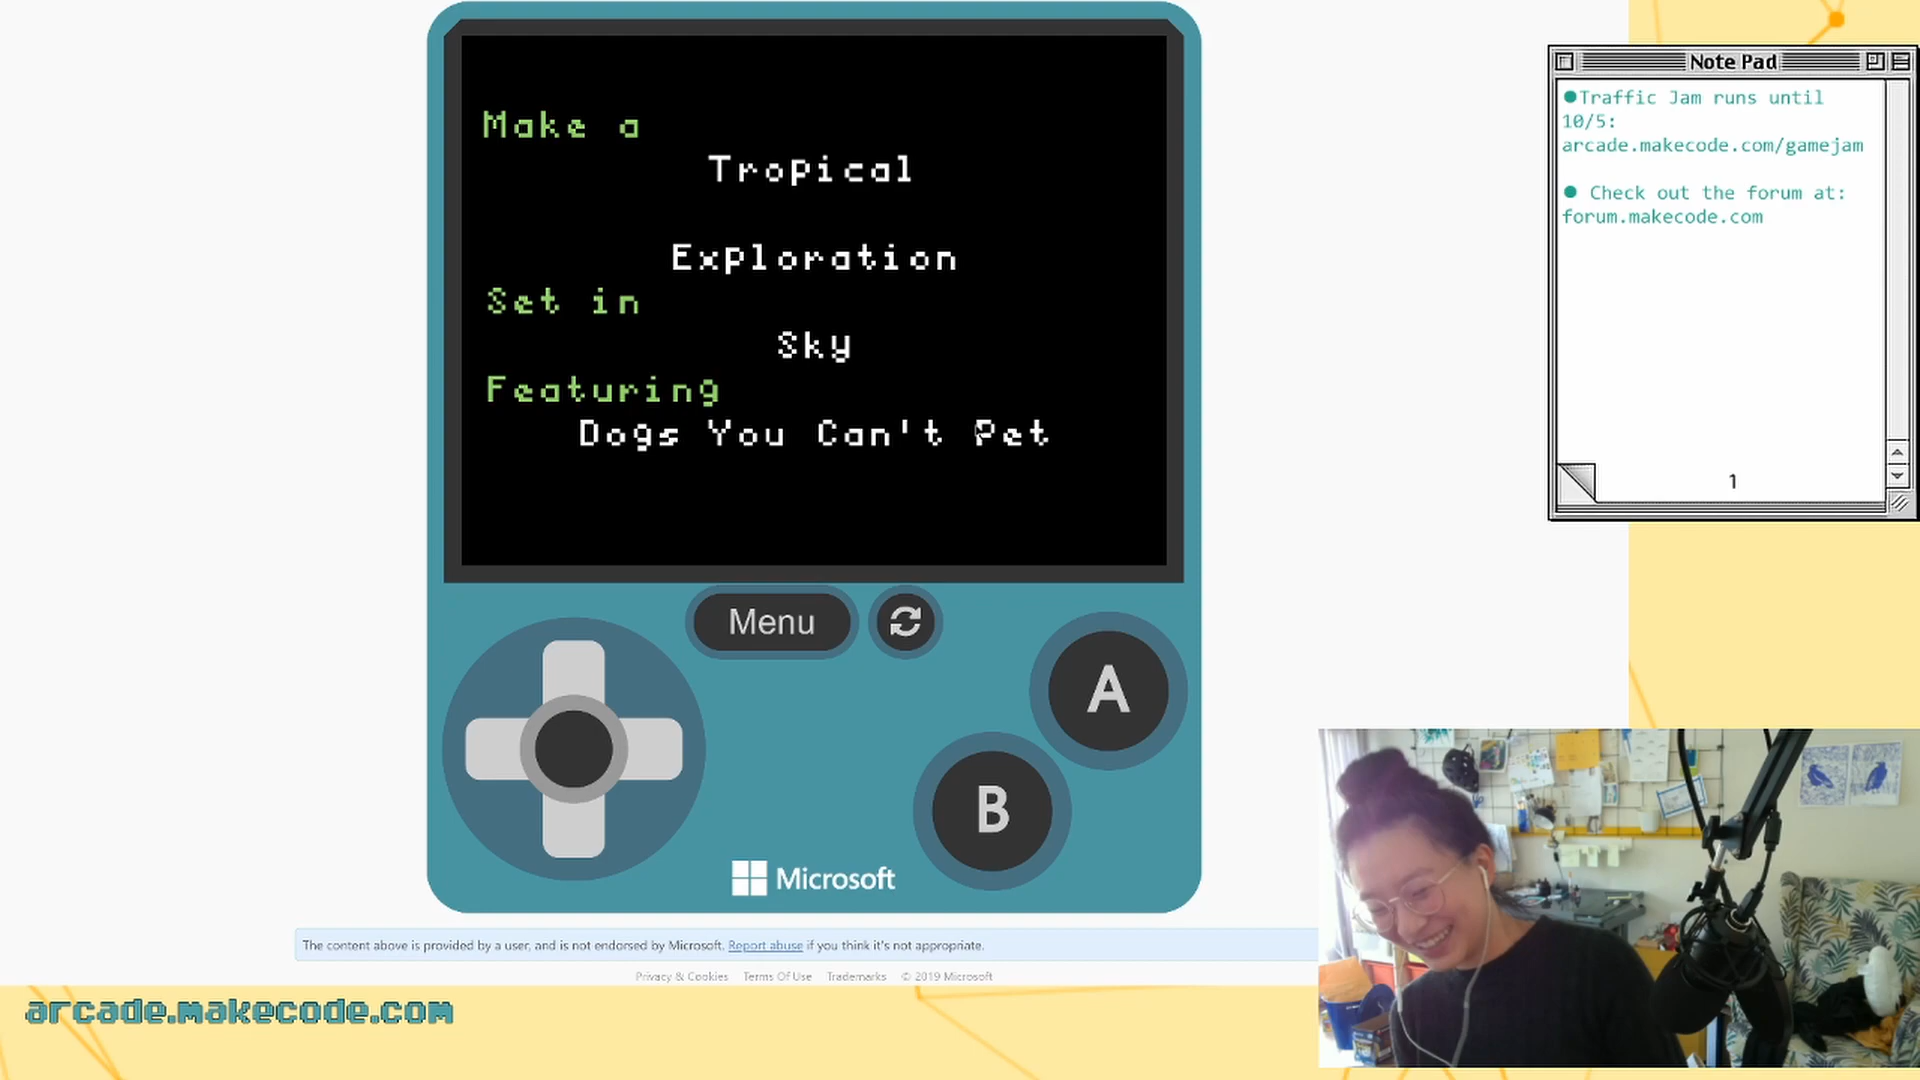 Make a
Tropical
Exploration
Set in
Sky
Featuring
Dogs You Can't Pet
Menu
A
B
Microsoft
The content above is provided by a user, and is not endorsed by Microsoft. Report abuse if you think it's not appropriate.
Privacy & Cookies Terms Of Use Trademarks © 2019 Microsoft
arcade.makecode.com
Note Pad
●Traffic Jam runs until
10/5:
arcade.makecode.com/gamejam
● Check out the forum at:
forum.makecode.com
1